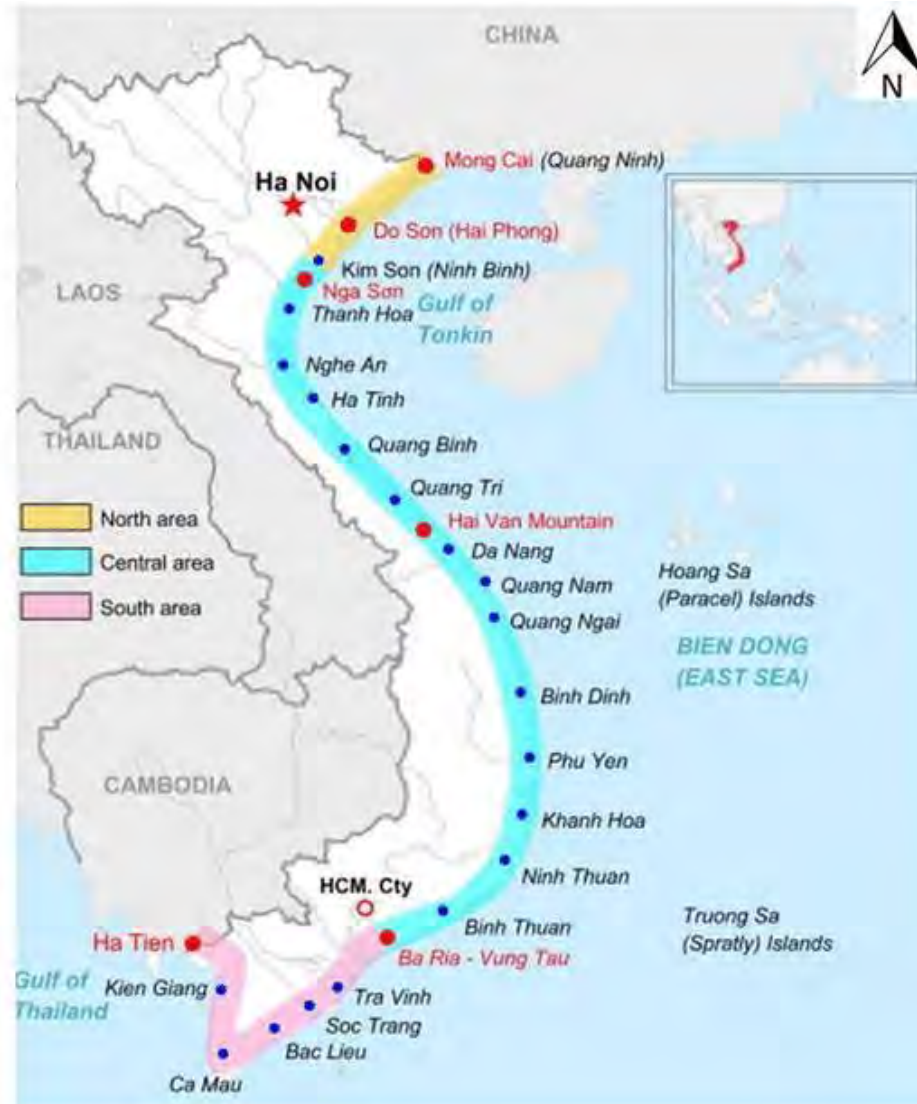 CHINA
N
Mong Cai (Quang Ninh)
Ha Noi
Do Son (Hai Phong)
Kim Son (Ninh Binh)
Nga Sơn
LAOS
Gulf of
Tonkin
Thanh Hoa
Nghe An
Ha Tinh
THAILAND
Quang Binh
Quang Tri
North area
Hai Van Mountain
Central area
Da Nang
Hoang Sa
(Paracel) Islands
Quang Nam
South area
Quang Ngai
BIEN DONG
(EAST SEA)
Binh Dinh
Phu Yen
CAMBODIA
Khanh Hoa
Ninh Thuan
HCM. Cty
Binh Thuan
Truong Sa
(Spratly) Islands
Ha Tien
Ba Ria - Vung Tau
Gulf of
Thailand
Kien Giang
Tra Vinh
Soc Trang
Bac Lieu
Ca Mau